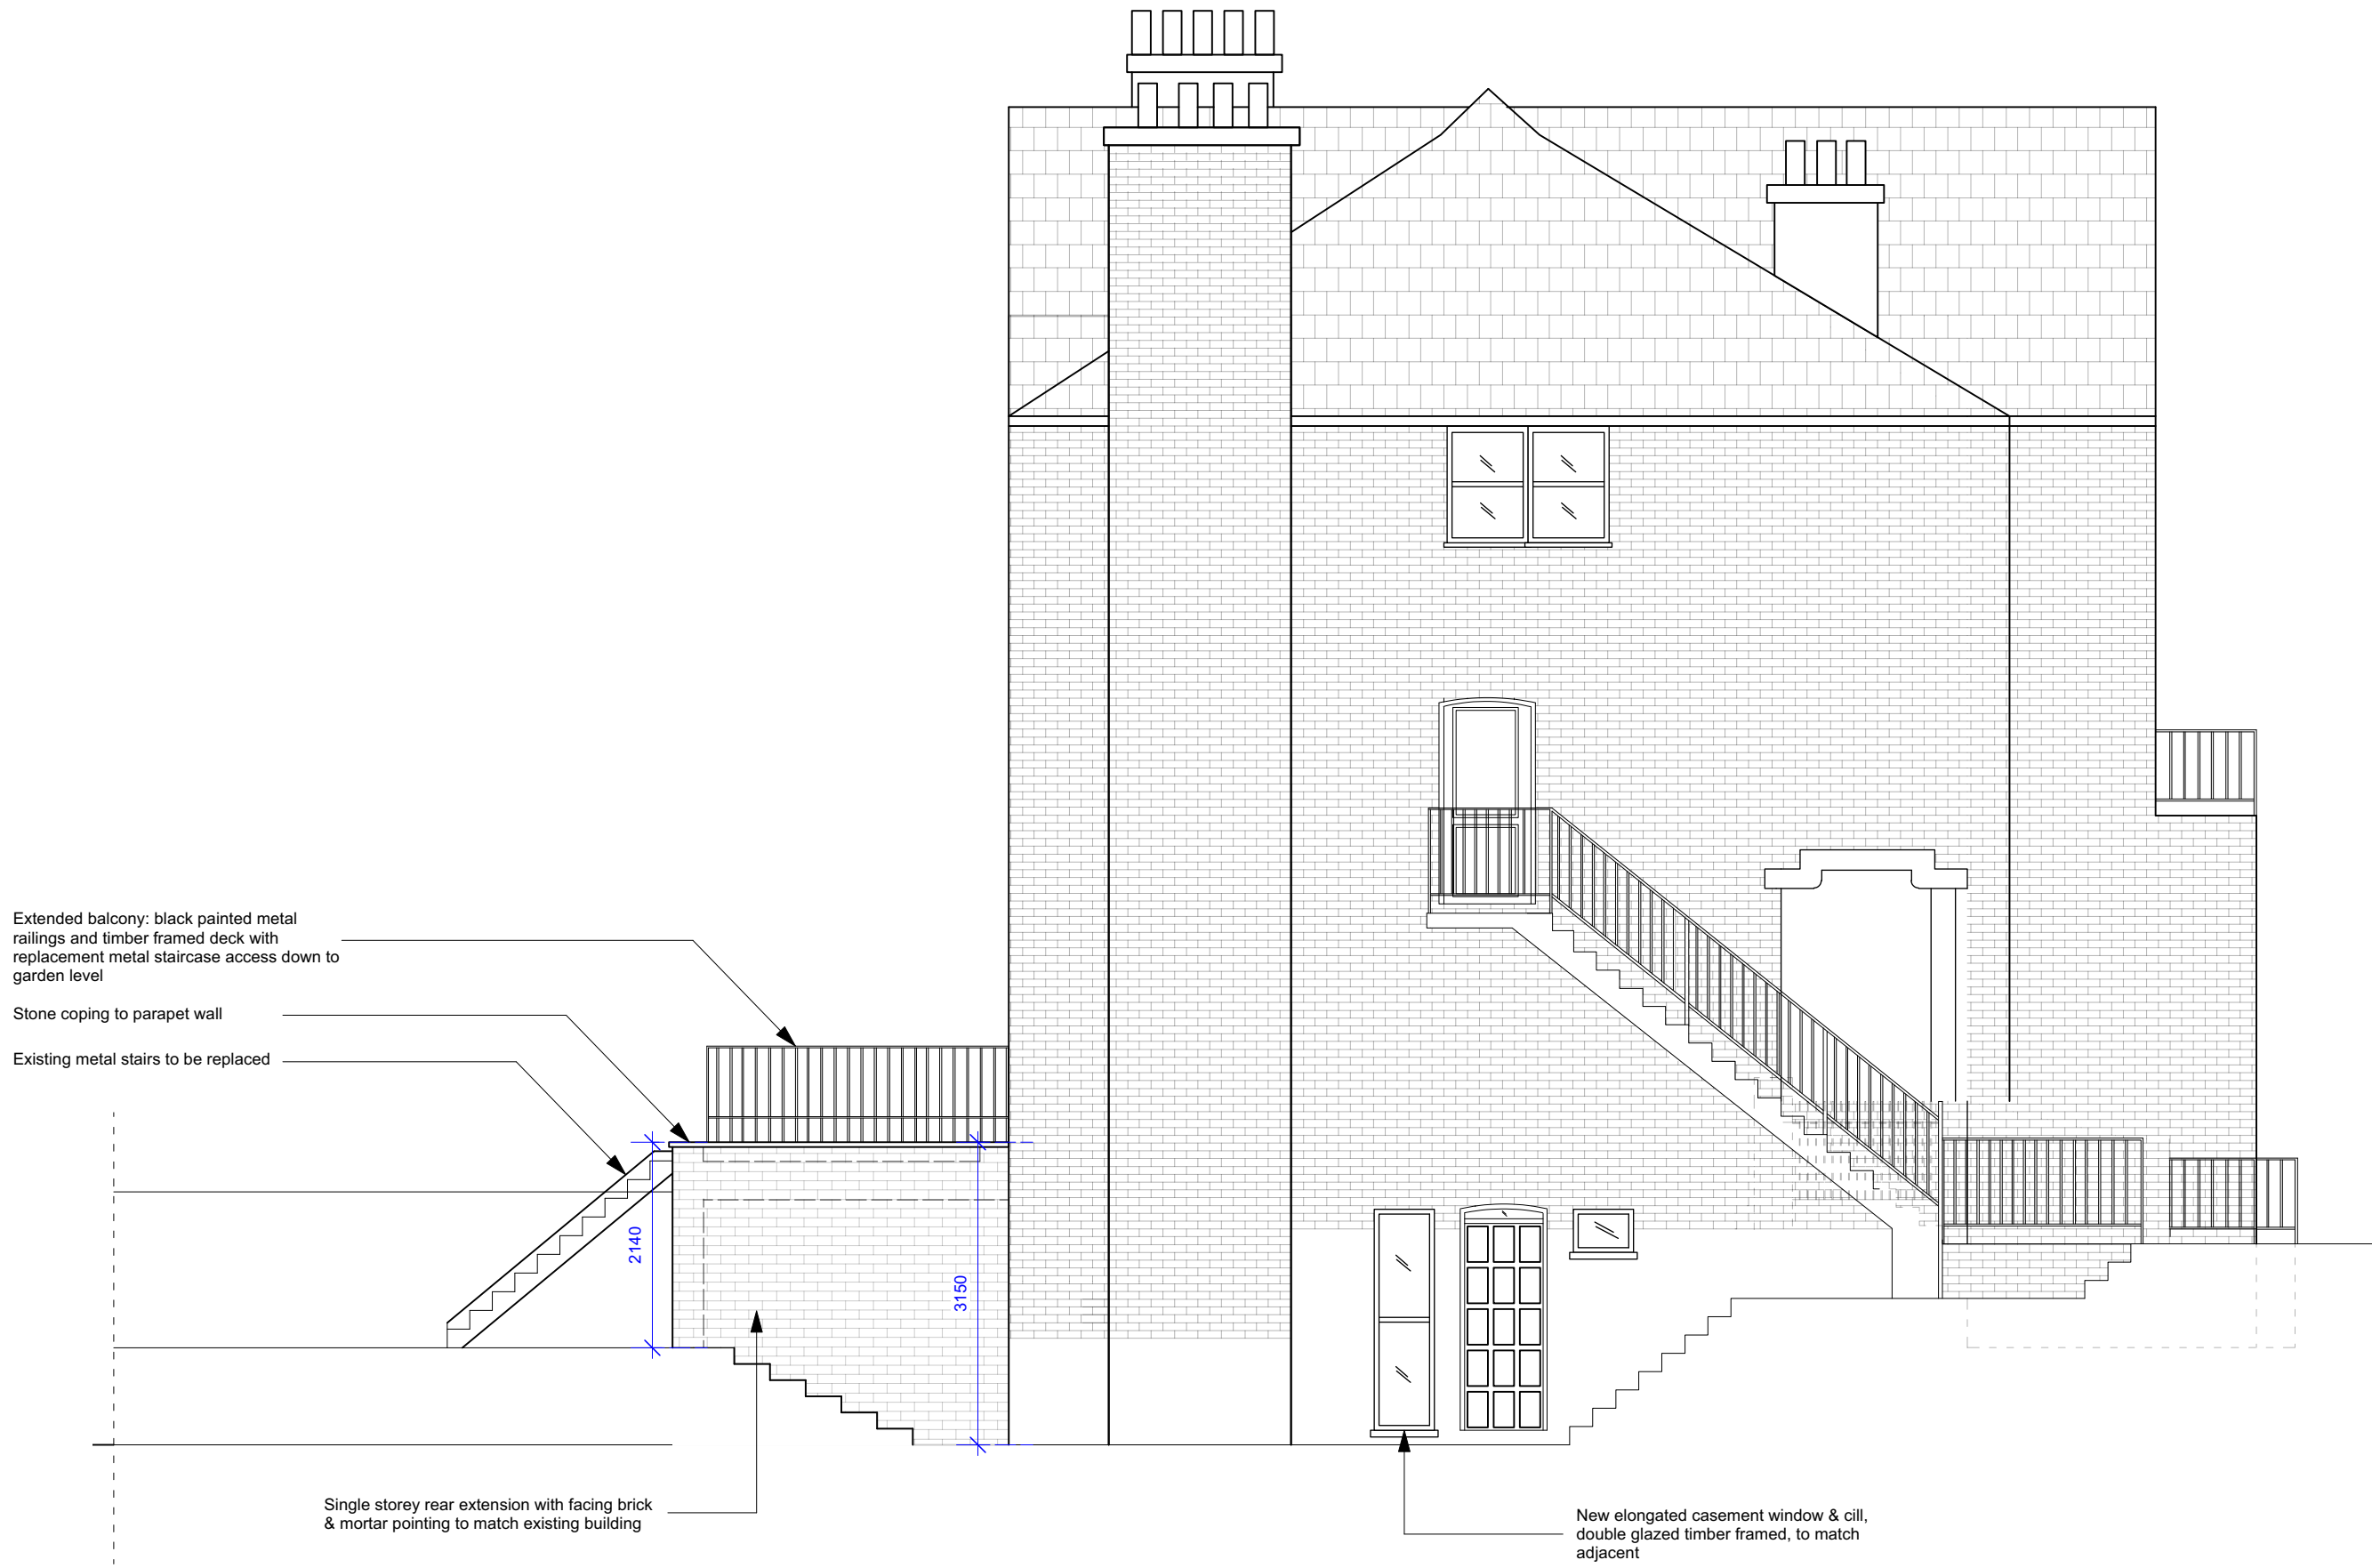 Extended balcony: black painted metal
railings and timber framed deck with
replacement metal staircase access down to
garden level
Stone coping to parapet wall
Existing metal stairs to be replaced
2140
3150
Single storey rear extension with facing brick
& mortar pointing to match existing building
New elongated casement window & cill,
double glazed timber framed, to match
adjacent